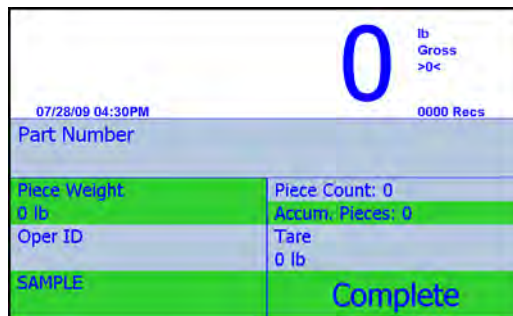 0
lb
Gross
>0<
07/28/09 04:30PM
0000 Recs
Part Number
Piece Weight
0 lb
Piece Count: 0
Accum. Pieces: 0
Oper ID
Tare
0 lb
SAMPLE
Complete